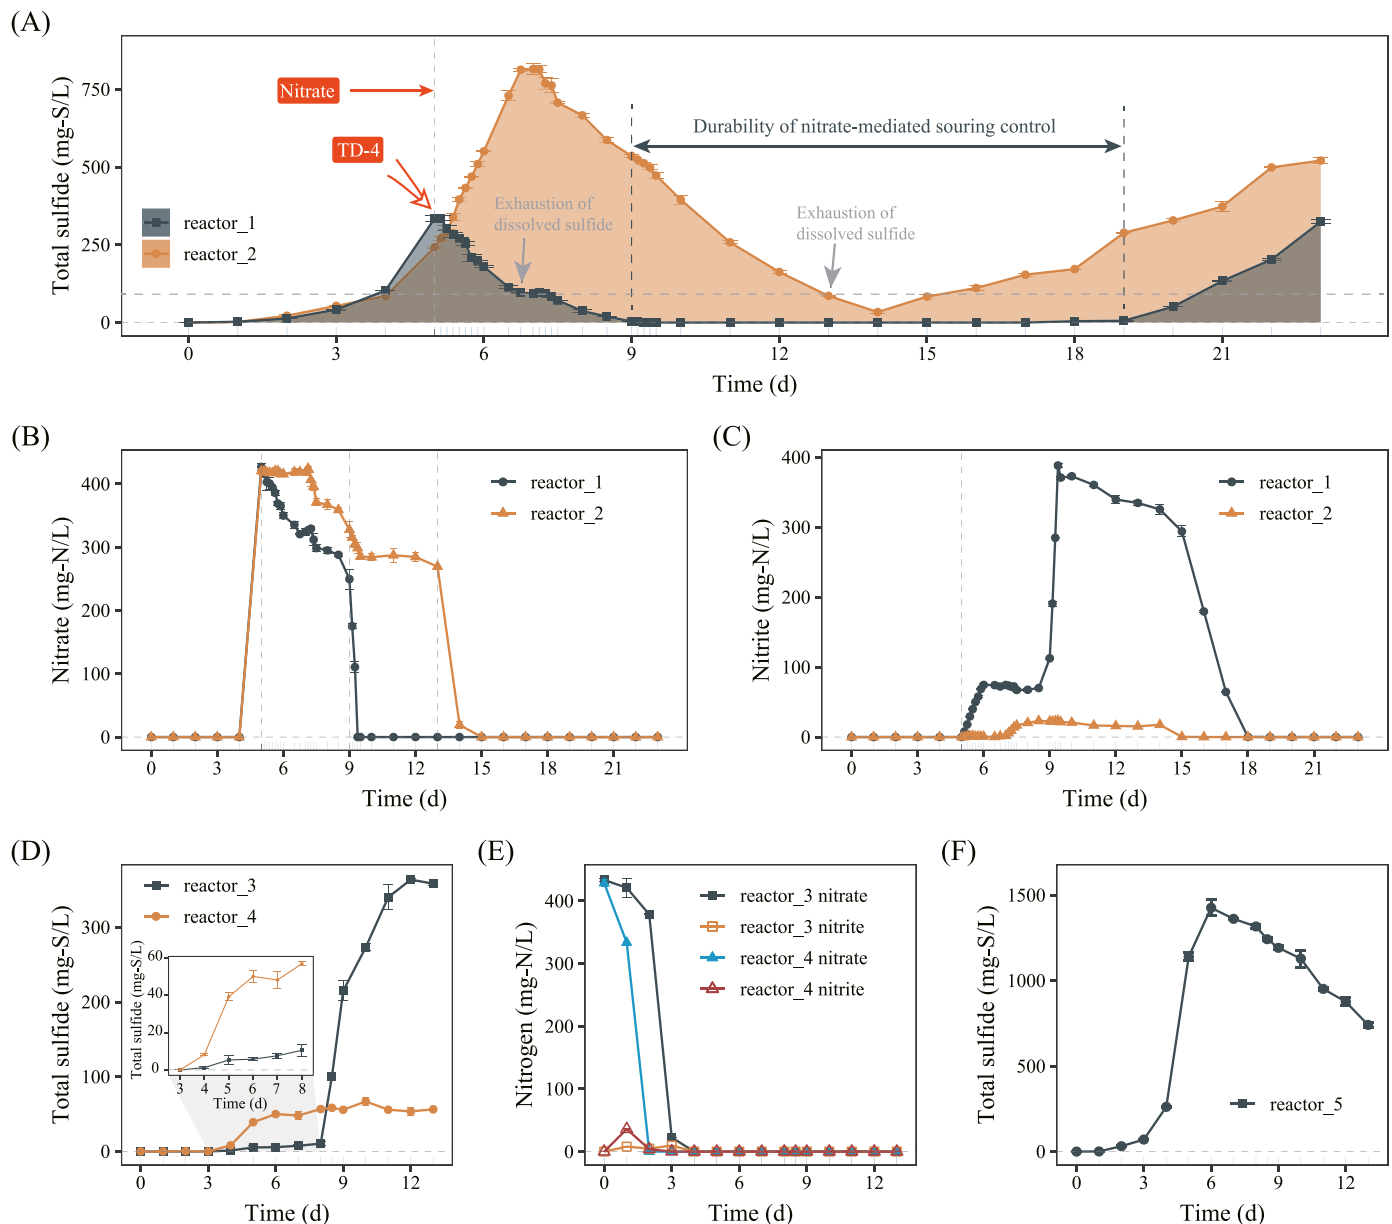 (A)
Total sulfide (mg-S/L)
750
500
250
0
Nitrate
TD-4
reactor_1
reactor_2
Exhaustion of
dissolved sulfide
Durability of nitrate-mediated souring control
Exhaustion of
dissolved sulfide
0 3 6 9 12 15 18 21
Time (d)
(B)
Nitrate (mg-N/L)
400
300
200
100
0
reactor_1
reactor_2
0 3 6 9 12 15 18 21
Time (d)
(C)
Nitrite (mg-N/L)
400
300
200
100
0
reactor_1
reactor_2
0 3 6 9 12 15 18 21
Time (d)
(D)
Total sulfide (mg-S/L)
300
200
100
0
reactor_3
reactor_4
Total sulfide (mg-S/L)
60
40
20
0
3 4 5 6 7 8
Time (d)
0 3 6 9 12
Time (d)
(E)
Nitrogen (mg-N/L)
400
300
200
100
0
reactor_3 nitrate
reactor_3 nitrite
reactor_4 nitrate
reactor_4 nitrite
0 3 6 9 12
Time (d)
(F)
Total sulfide (mg-S/L)
1500
1000
500
0
reactor_5
0 3 6 9 12
Time (d)